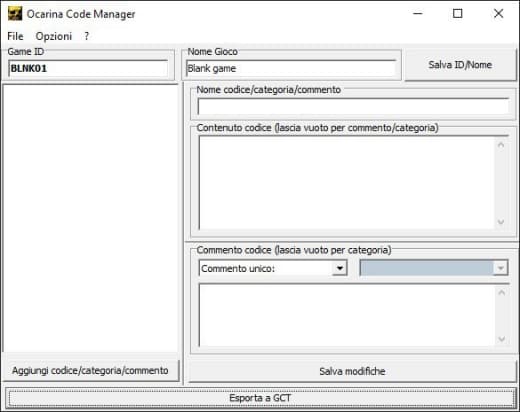 Ocarina Code Manager
File Opzioni ?
Game ID
BLNK01
Nome Gioco
Blank game
Salva ID/Nome
Nome codice/categoria/commento
Contenuto codice (lascia vuoto per commento/categoria)
Commento codice (lascia vuoto per categoria)
Commento unico:
Aggiungi codice/categoria/commento
Salva modifiche
Esporta a GCT